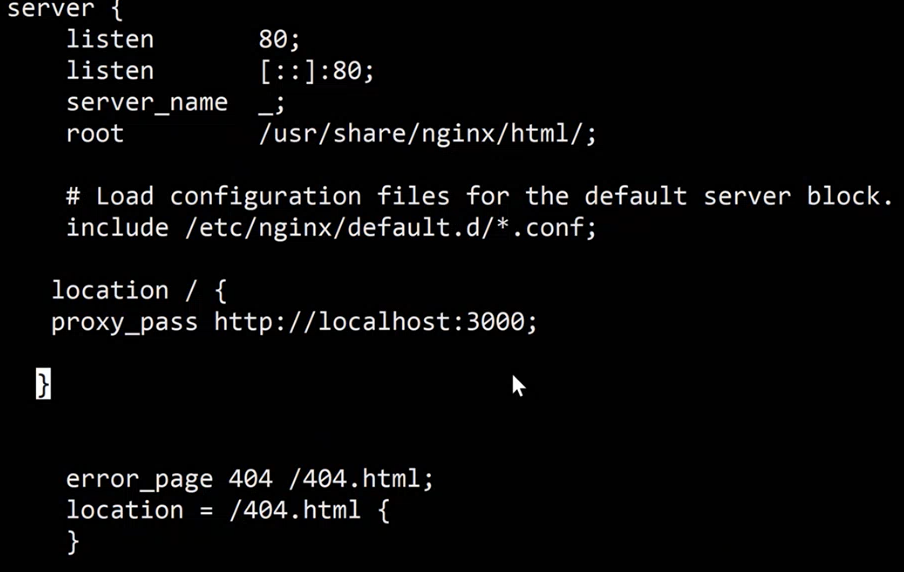 server {
listen 80;
listen [::]:80;
server_name _;
root /usr/share/nginx/html/;
# Load configuration files for the default server block.
include /etc/nginx/default.d/*.conf;
location / {
proxy_pass http://localhost:3000;
}
error_page 404 /404.html;
location = /404.html {
}